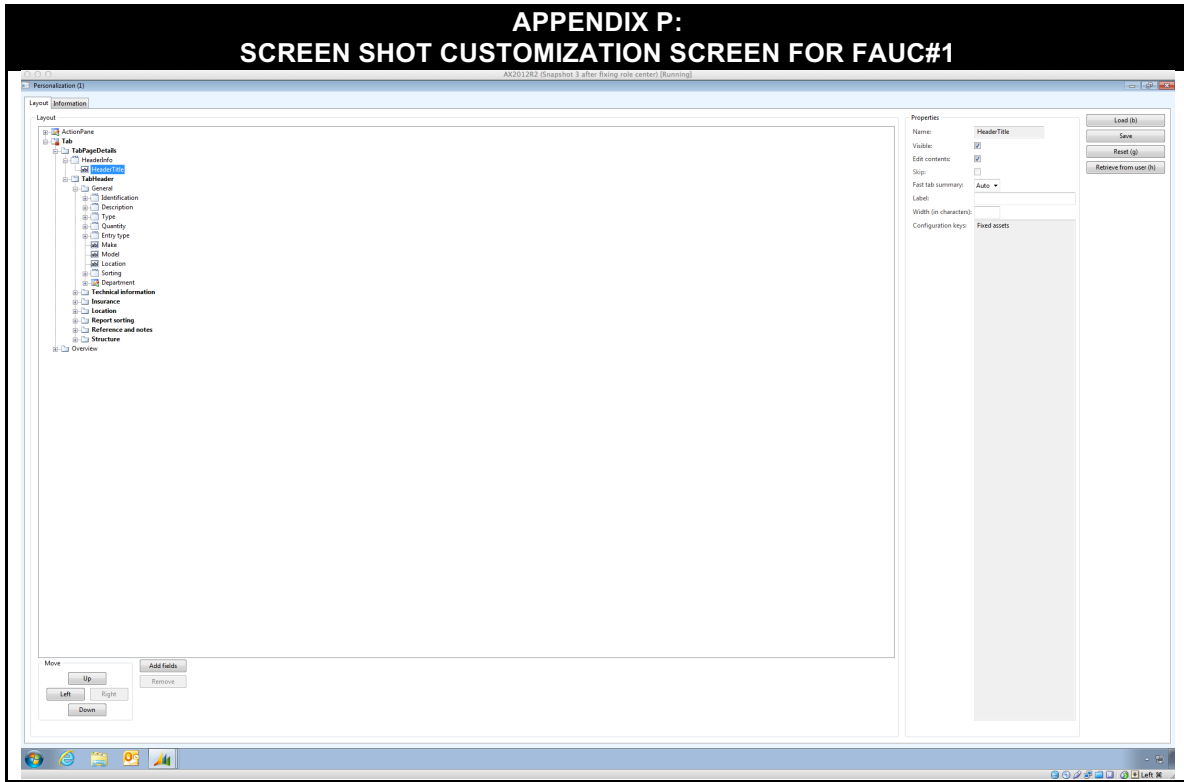 APPENDIX P:
SCREEN SHOT CUSTOMIZATION SCREEN FOR FAUC#1
AX2012R2 (Snapshot 3 after fixing role center) [Running]
Personalization (1)
Layout Information
Layout
ActionPane
Tab
TabPageDetails
HeaderInfo
HeaderTitle
TabHeader
General
Identification
Description
Type
Quantity
Entry type
Make
Model
Location
Sorting
Department
Technical information
Insurance
Location
Report sorting
Reference and notes
Structure
Overview
Move
Up
Left Right
Down
Add fields
Remove
Properties
Name: HeaderTitle
Visible:
Edit contents:
Skip:
Fast tab summary: Auto
Label:
Width (in characters):
Configuration keys: Fixed assets
Load (b)
Save
Reset (g)
Retrieve from user (h)
Left ⌘